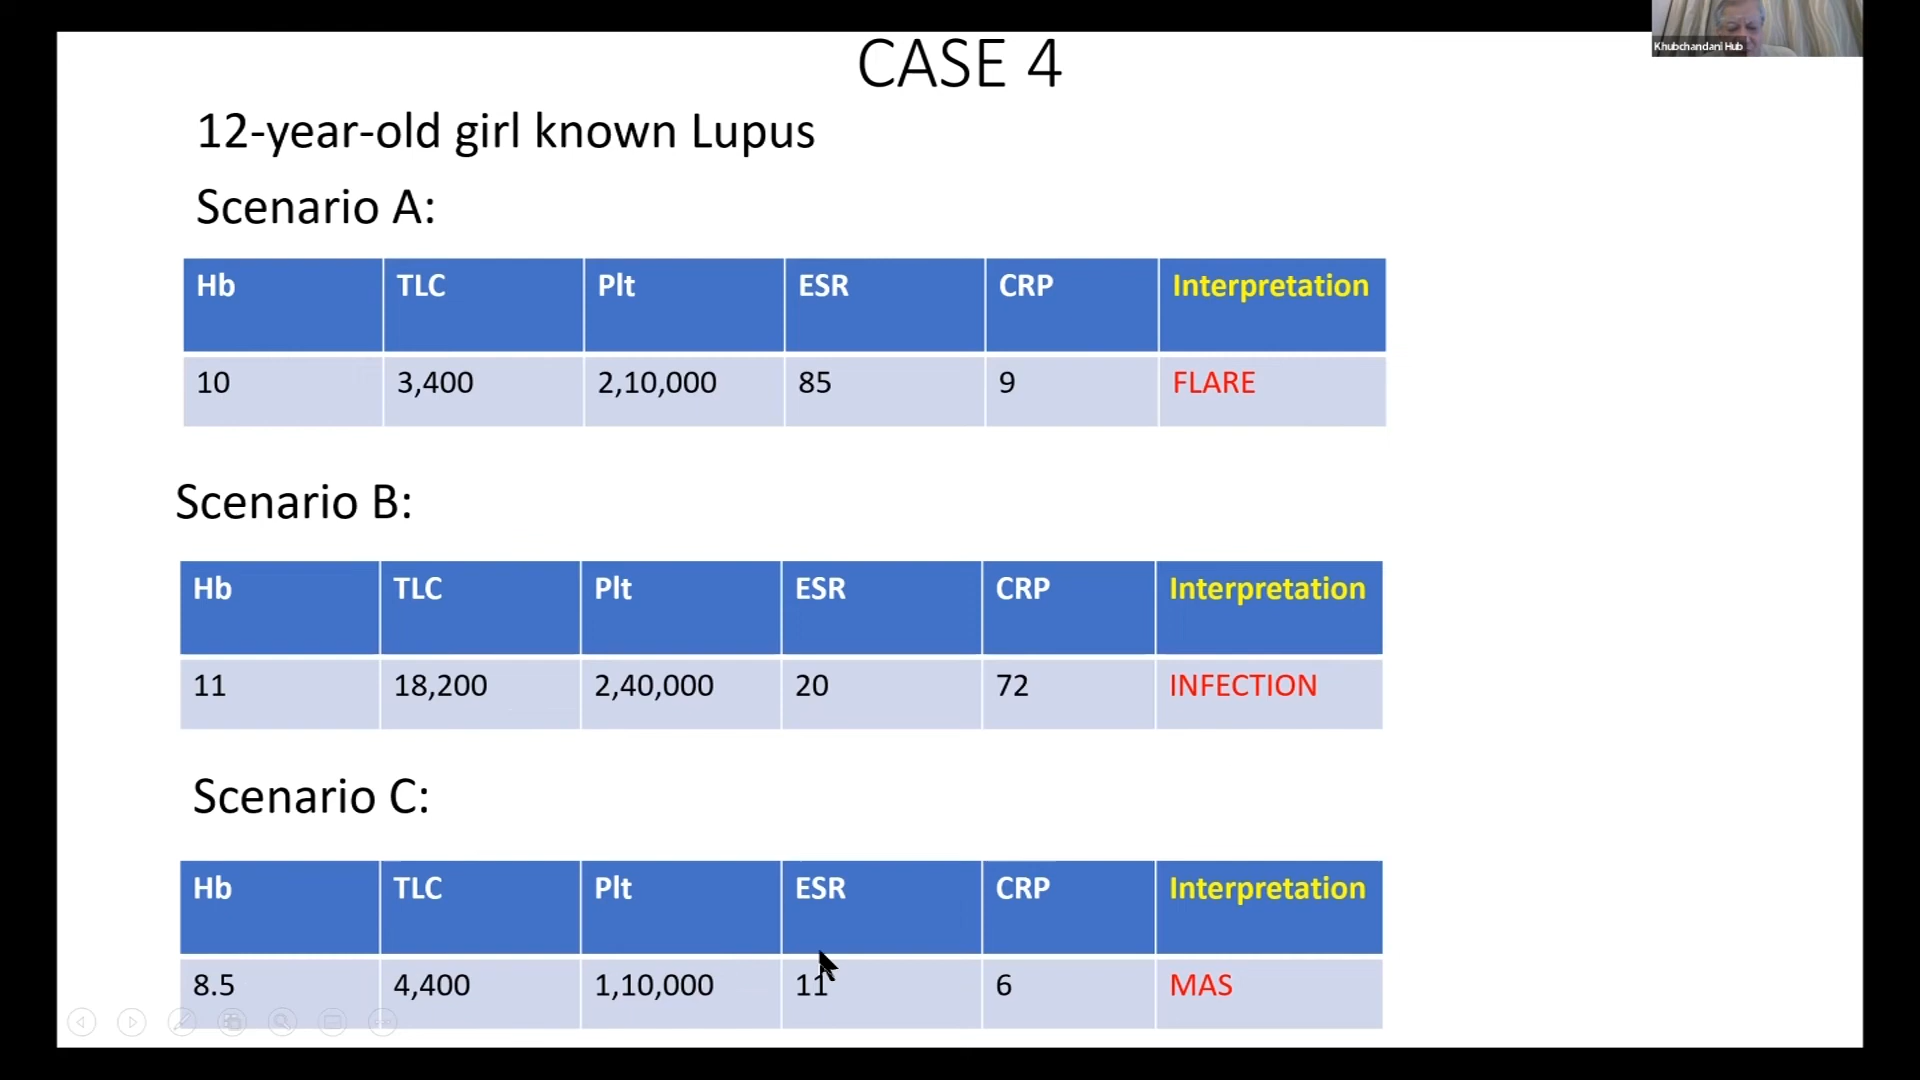 Khubchandani Hub
CASE 4
12-year-old girl known Lupus
Scenario A:
Hb TLC Plt ESR CRP Interpretation
10 3,400 2,10,000 85 9 FLARE
Scenario B:
Hb TLC Plt ESR CRP Interpretation
11 18,200 2,40,000 20 72 INFECTION
Scenario C:
Hb TLC Plt ESR CRP Interpretation
8.5 4,400 1,10,000 11 6 MAS